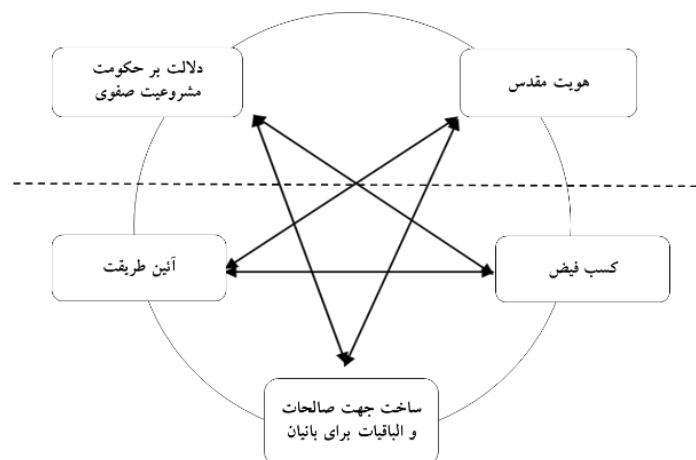 هویت مقدس
دلالت بر حکومت
مشروعیت صفوی
کسب فیض
آئین طریقت
ساخت جهت صالحات
و الباقیات برای بانیان